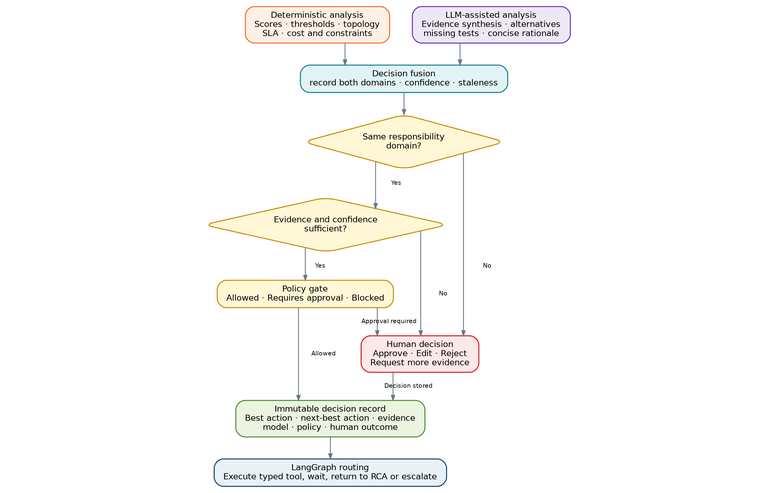 Deterministic analysis
Scores · thresholds · topology
SLA · cost and constraints
LLM-assisted analysis
Evidence synthesis · alternatives
missing tests · concise rationale
Decision fusion
record both domains · confidence · staleness
Same responsibility
domain?
Yes
Evidence and confidence
sufficient?
Yes
No
No
Policy gate
Allowed · Requires approval · Blocked
Approval required
Allowed
Human decision
Approve · Edit · Reject
Request more evidence
Decision stored
Immutable decision record
Best action · next-best action · evidence
model · policy · human outcome
LangGraph routing
Execute typed tool, wait, return to RCA or escalate